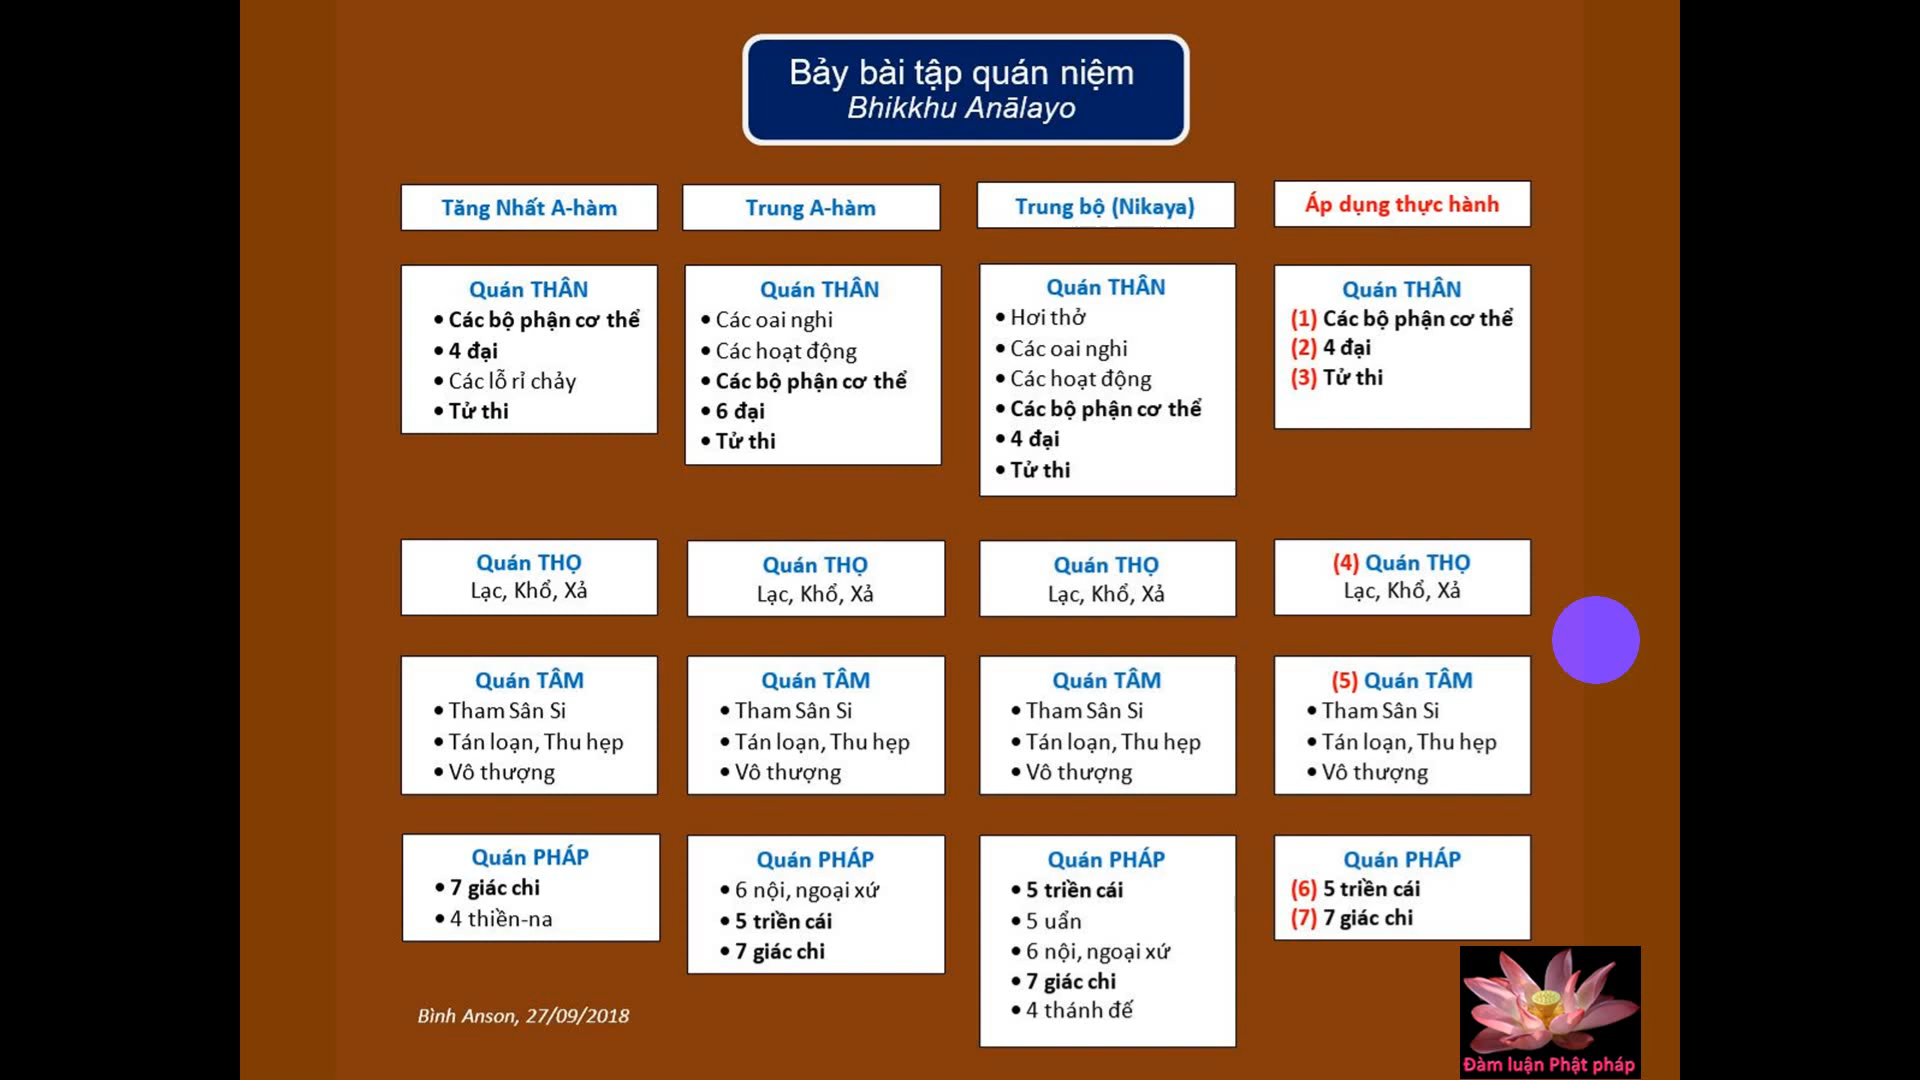 Bảy bài tập quán niệm
Bhikkhu Anālayo
Tăng Nhất A-hàm
Trung A-hàm
Trung bộ (Nikaya)
Áp dụng thực hành
Quán THÂN
• Các bộ phận cơ thể
• 4 đại
• Các lỗ rỉ chảy
• Tử thi
Quán THÂN
• Các oai nghi
• Các hoạt động
• Các bộ phận cơ thể
• 6 đại
• Tử thi
Quán THÂN
• Hơi thở
• Các oai nghi
• Các hoạt động
• Các bộ phận cơ thể
• 4 đại
• Tử thi
Quán THÂN
(1) Các bộ phận cơ thể
(2) 4 đại
(3) Tử thi
Quán THỌ
Lạc, Khổ, Xả
Quán THỌ
Lạc, Khổ, Xả
Quán THỌ
Lạc, Khổ, Xả
(4) Quán THỌ
Lạc, Khổ, Xả
Quán TÂM
• Tham Sân Si
• Tán loạn, Thu hẹp
• Vô thượng
Quán TÂM
• Tham Sân Si
• Tán loạn, Thu hẹp
• Vô thượng
Quán TÂM
• Tham Sân Si
• Tán loạn, Thu hẹp
• Vô thượng
(5) Quán TÂM
• Tham Sân Si
• Tán loạn, Thu hẹp
• Vô thượng
Quán PHÁP
• 7 giác chi
• 4 thiền-na
Quán PHÁP
• 6 nội, ngoại xứ
• 5 triền cái
• 7 giác chi
Quán PHÁP
• 5 triền cái
• 5 uẩn
• 6 nội, ngoại xứ
• 7 giác chi
• 4 thánh đế
Quán PHÁP
(6) 5 triền cái
(7) 7 giác chi
Bình Anson, 27/09/2018
Đàm luận Phật pháp